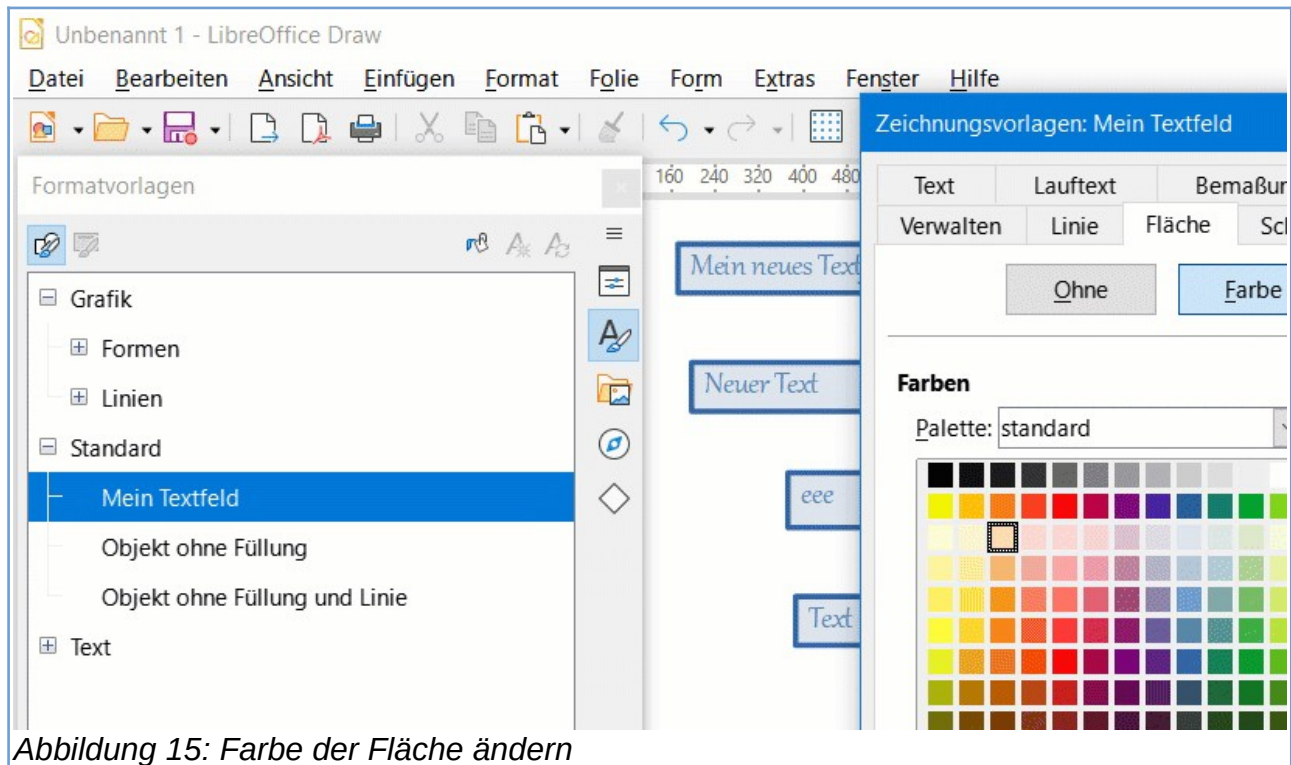 Unbenannt 1 - LibreOffice Draw
Datei Bearbeiten Ansicht Einfügen Format Folie Form Extras Fenster Hilfe
Zeichnungsvorlagen: Mein Textfeld
Formatvorlagen
160 240 320 400 480
Text Lauftext Bemaßur
Verwalten Linie Fläche Scl
Mein neues Text
Ohne Farbe
Grafik
Formen
Linien
Neuer Text
Farben
Palette: standard
Standard
Mein Textfeld
eee
Objekt ohne Füllung
Objekt ohne Füllung und Linie
Text
Text
Abbildung 15: Farbe der Fläche ändern